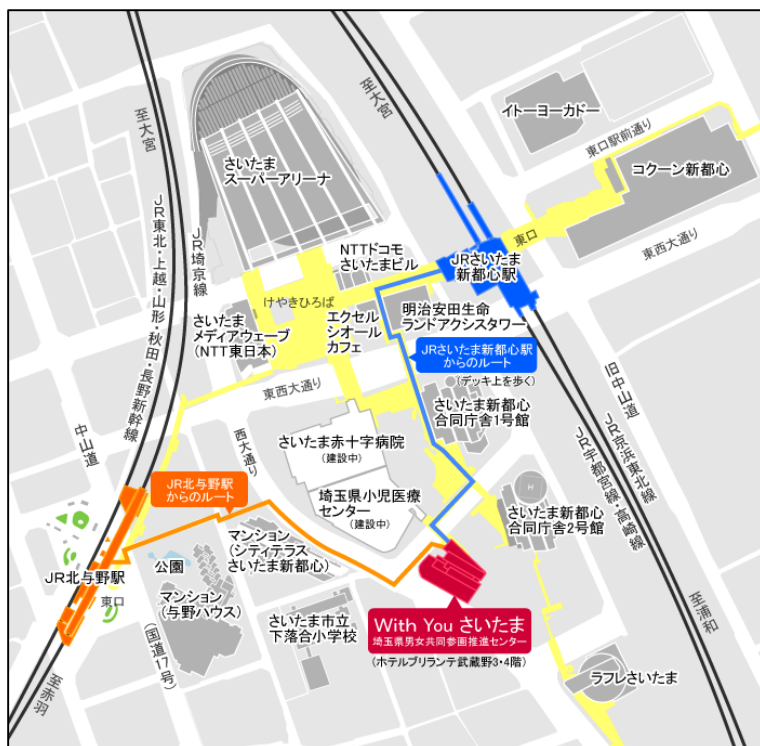 至大宮
至大宮
イトーヨーカドー
東口駅前通り
コクーン新都心
さいたま
スーパーアリーナ
JR東北・上越・山形・秋田・長野新幹線
JR埼京線
NTTドコモ
さいたまビル
東口
JRさいたま
新都心駅
東西大通り
けやきひろば
さいたま
メディアウェーブ
(NTT東日本)
エクセル
シオール
カフェ
明治安田生命
ランドアクシスタワー
JRさいたま新都心駅
からのルート
(デッキ上を歩く)
旧中山道
東西大通り
中山道
西大通り
さいたま新都心
合同庁舎1号館
さいたま赤十字病院
(建設中)
JR京浜東北線
JR宇都宮線・高崎線
JR北与野駅
からのルート
埼玉県小児医療
センター
(建設中)
さいたま新都心
合同庁舎2号館
マンション
(シティテラス
さいたま新都心)
公園
JR北与野駅
東口
マンション
(与野ハウス)
(国道17号)
さいたま市立
下落合小学校
With You さいたま
埼玉県男女共同参画推進センター
(ホテルブリランテ武蔵野3・4階)
至浦和
至赤羽
ラフレさいたま